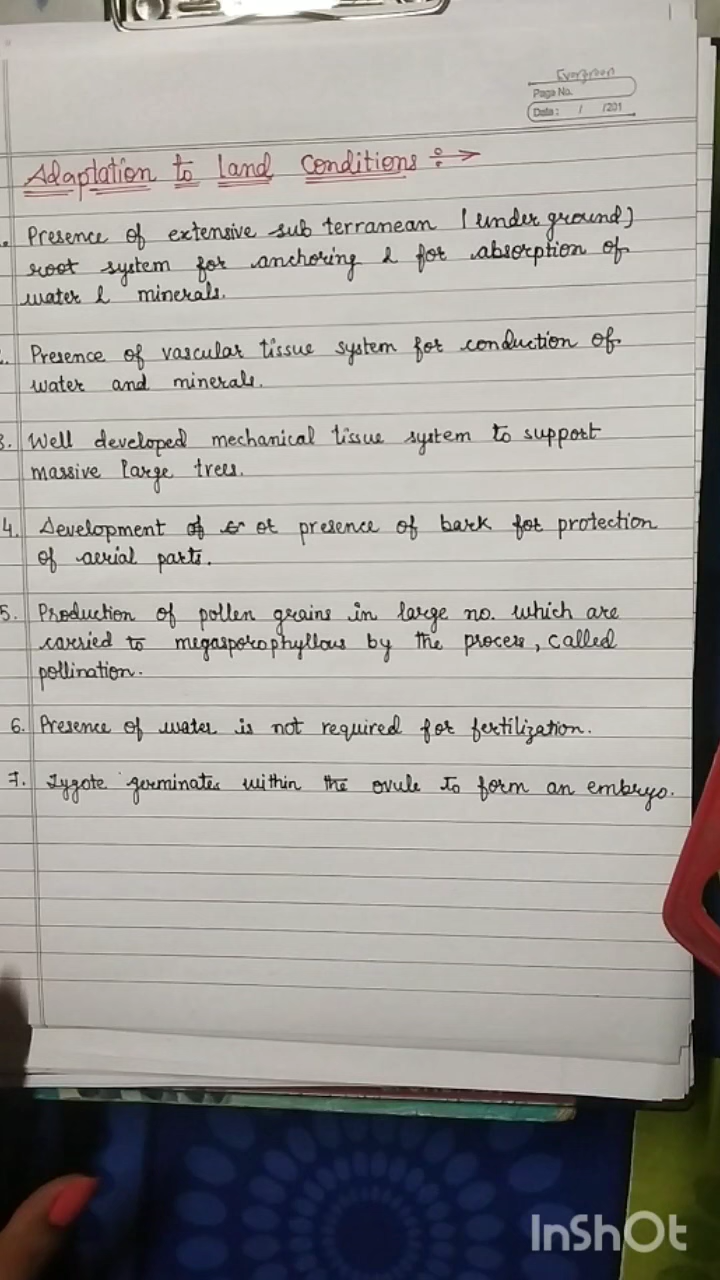 Evergreen
Page No.
Date : / /201
Adaptation to Land Conditions ÷ →
Presence of extensive sub terranean (under ground)
root system for anchoring & for absorption of
water & minerals.
Presence of vascular tissue system for conduction of
water and minerals.
3. Well developed mechanical tissue system to support
massive large trees.
4. Development of or presence of bark for protection
of aerial parts.
5. Production of pollen grains in large no. which are
carried to megasporophyllous by the process, called
pollination.
6. Presence of water is not required for fertilization.
7. Zygote germinates within the ovule to form an embryo.
InShOt